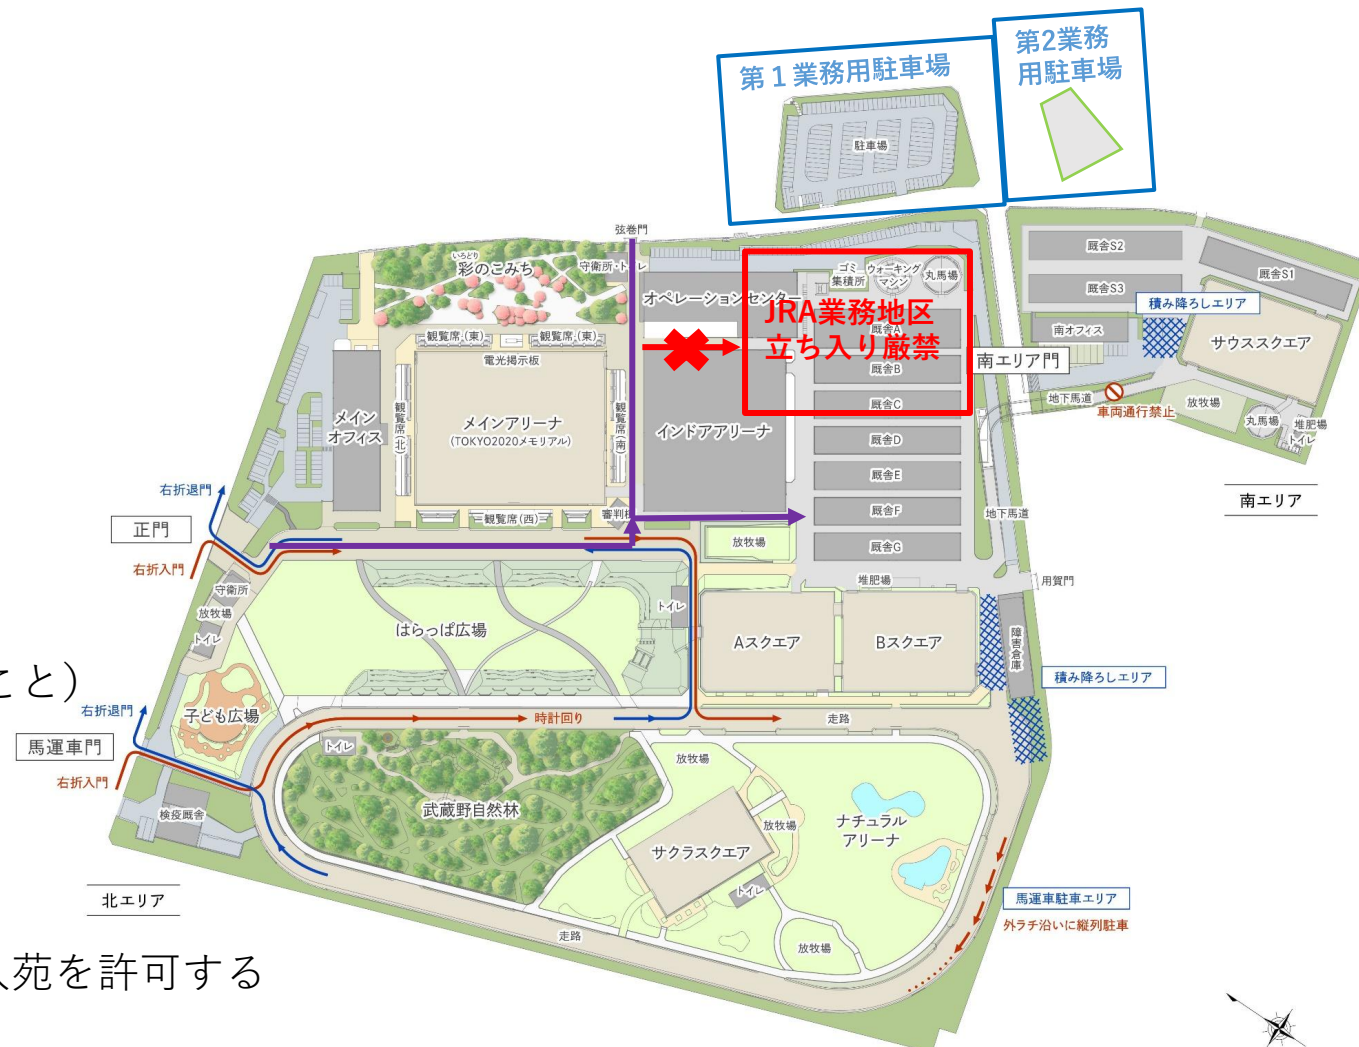 第2業務
用駐車場
第1業務用駐車場
駐車場
弦巻門
いろどり
彩のこみち
守衛所・トイレ
オペレーションセンター
ゴミ
集積所
ウォーキング
マシン
丸馬場
JRA業務地区
立ち入り厳禁
厩舎A
厩舎B
厩舎C
厩舎D
厩舎E
厩舎F
厩舎G
厩舎S2
厩舎S1
厩舎S3
積み降ろしエリア
南オフィス
サウススクエア
南エリア門
地下馬道
車両通行禁止
放牧場
丸馬場
堆肥場
トイレ
南エリア
観覧席(東)
観覧席(東)
電光掲示板
メイン
オフィス
観覧席(北)
メインアリーナ
(TOKYO2020メモリアル)
観覧席(南)
インドアアリーナ
観覧席(西)
審判棟
右折退門
正門
右折入門
放牧場
地下馬道
堆肥場
用賀門
守衛所
放牧場
トイレ
はらっぱ広場
トイレ
Aスクエア
Bスクエア
障害倉庫
積み降ろしエリア
こと)
子ども広場
右折退門
馬運車門
右折入門
時計回り
走路
トイレ
武蔵野自然林
検疫厩舎
放牧場
サクラスクエア
放牧場
ナチュラル
アリーナ
トイレ
放牧場
走路
北エリア
馬運車駐車エリア
外ラチ沿いに縦列駐車
入苑を許可する